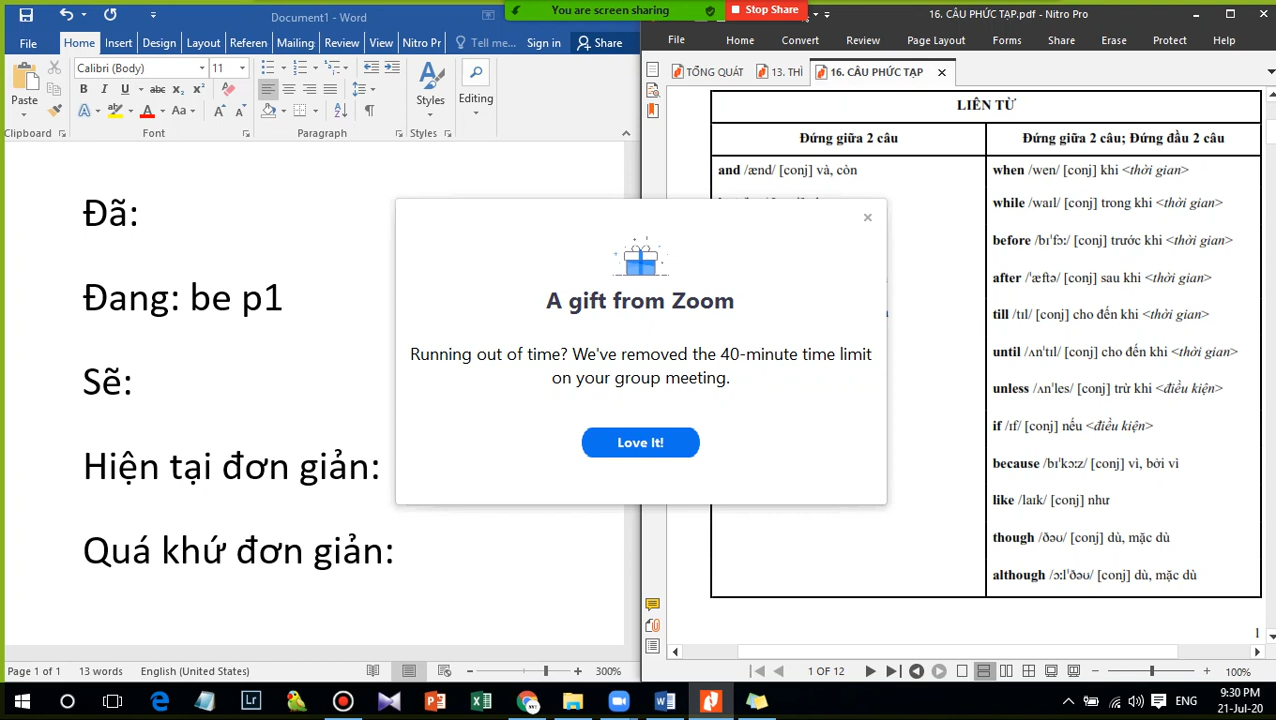 Document1 - Word
You are screen sharing
Stop Share
16. CÂU PHỨC TẠP.pdf - Nitro Pro
File Home Insert Design Layout Referen Mailing Review View Nitro Pr Tell me... Sign in Share
File Home Convert Review Page Layout Forms Share Erase Protect Help
Calibri (Body) 11
Paste
Styles
Editing
Clipboard Font Paragraph Styles
TỔNG QUÁT 13. THÌ 16. CÂU PHỨC TẠP
Đã:
Đang: be p1
Sẽ:
Hiện tại đơn giản:
Quá khứ đơn giản:
A gift from Zoom
Running out of time? We've removed the 40-minute time limit
on your group meeting.
Love It!
LIÊN TỪ
Đứng giữa 2 câu
Đứng giữa 2 câu; Đứng đầu 2 câu
and /ænd/ [conj] và, còn
when /wen/ [conj] khi <thời gian>
while /waɪl/ [conj] trong khi <thời gian>
before /bɪˈfɔː/ [conj] trước khi <thời gian>
after /ˈæftə/ [conj] sau khi <thời gian>
till /tɪl/ [conj] cho đến khi <thời gian>
until /ʌnˈtɪl/ [conj] cho đến khi <thời gian>
unless /ʌnˈles/ [conj] trừ khi <điều kiện>
if /ɪf/ [conj] nếu <điều kiện>
because /bɪˈkɔːz/ [conj] vì, bởi vì
like /laɪk/ [conj] như
though /ðəʊ/ [conj] dù, mặc dù
although /ɔːlˈðəʊ/ [conj] dù, mặc dù
1
Page 1 of 1 13 words English (United States) 300%
1 OF 12 100%
ENG
9:30 PM
21-Jul-20